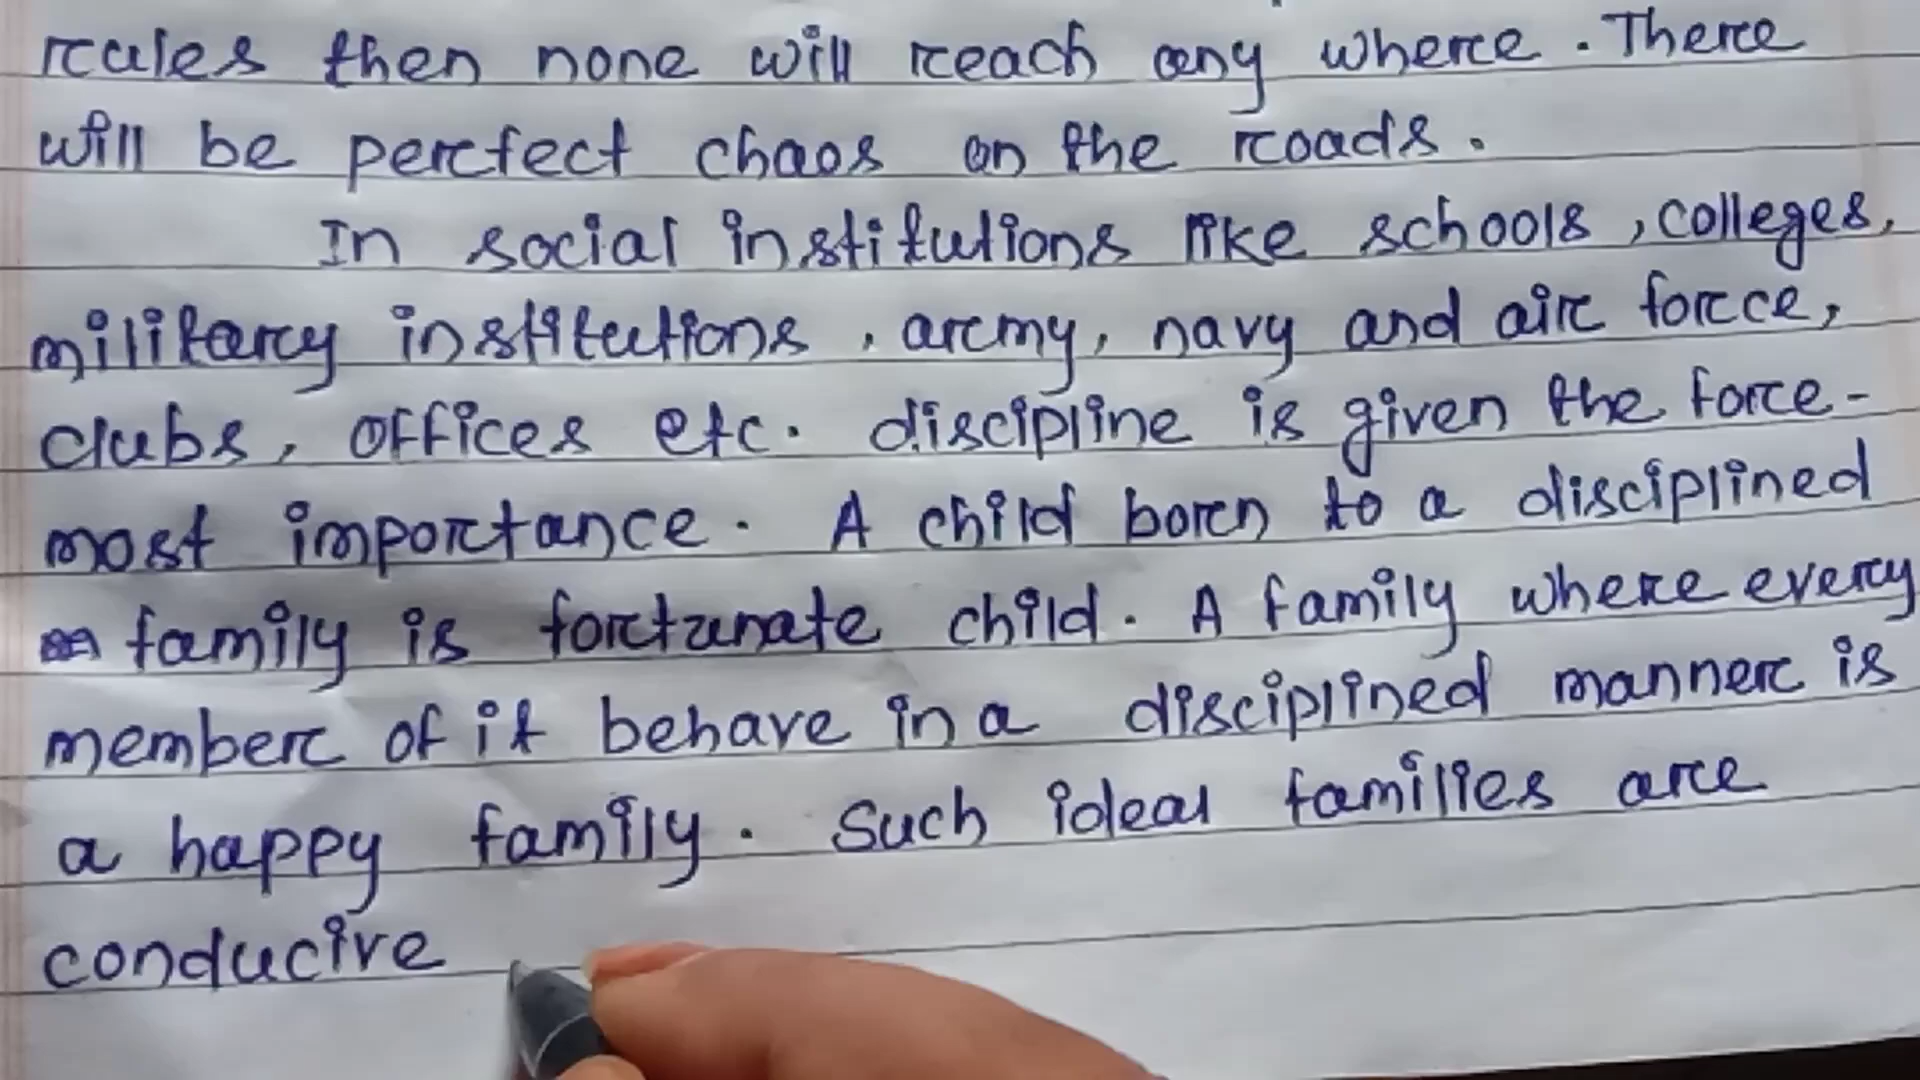 rules then none will reach any where. There
will be perfect chaos on the roads.
In social institutions like schools, colleges,
military institutions, army, navy and air force,
clubs, offices etc. discipline is given the fore-
most importance. A child born to a disciplined
family is fortunate child. A family where every
member of it behave in a disciplined manner is
a happy family. Such ideal families are
conducive